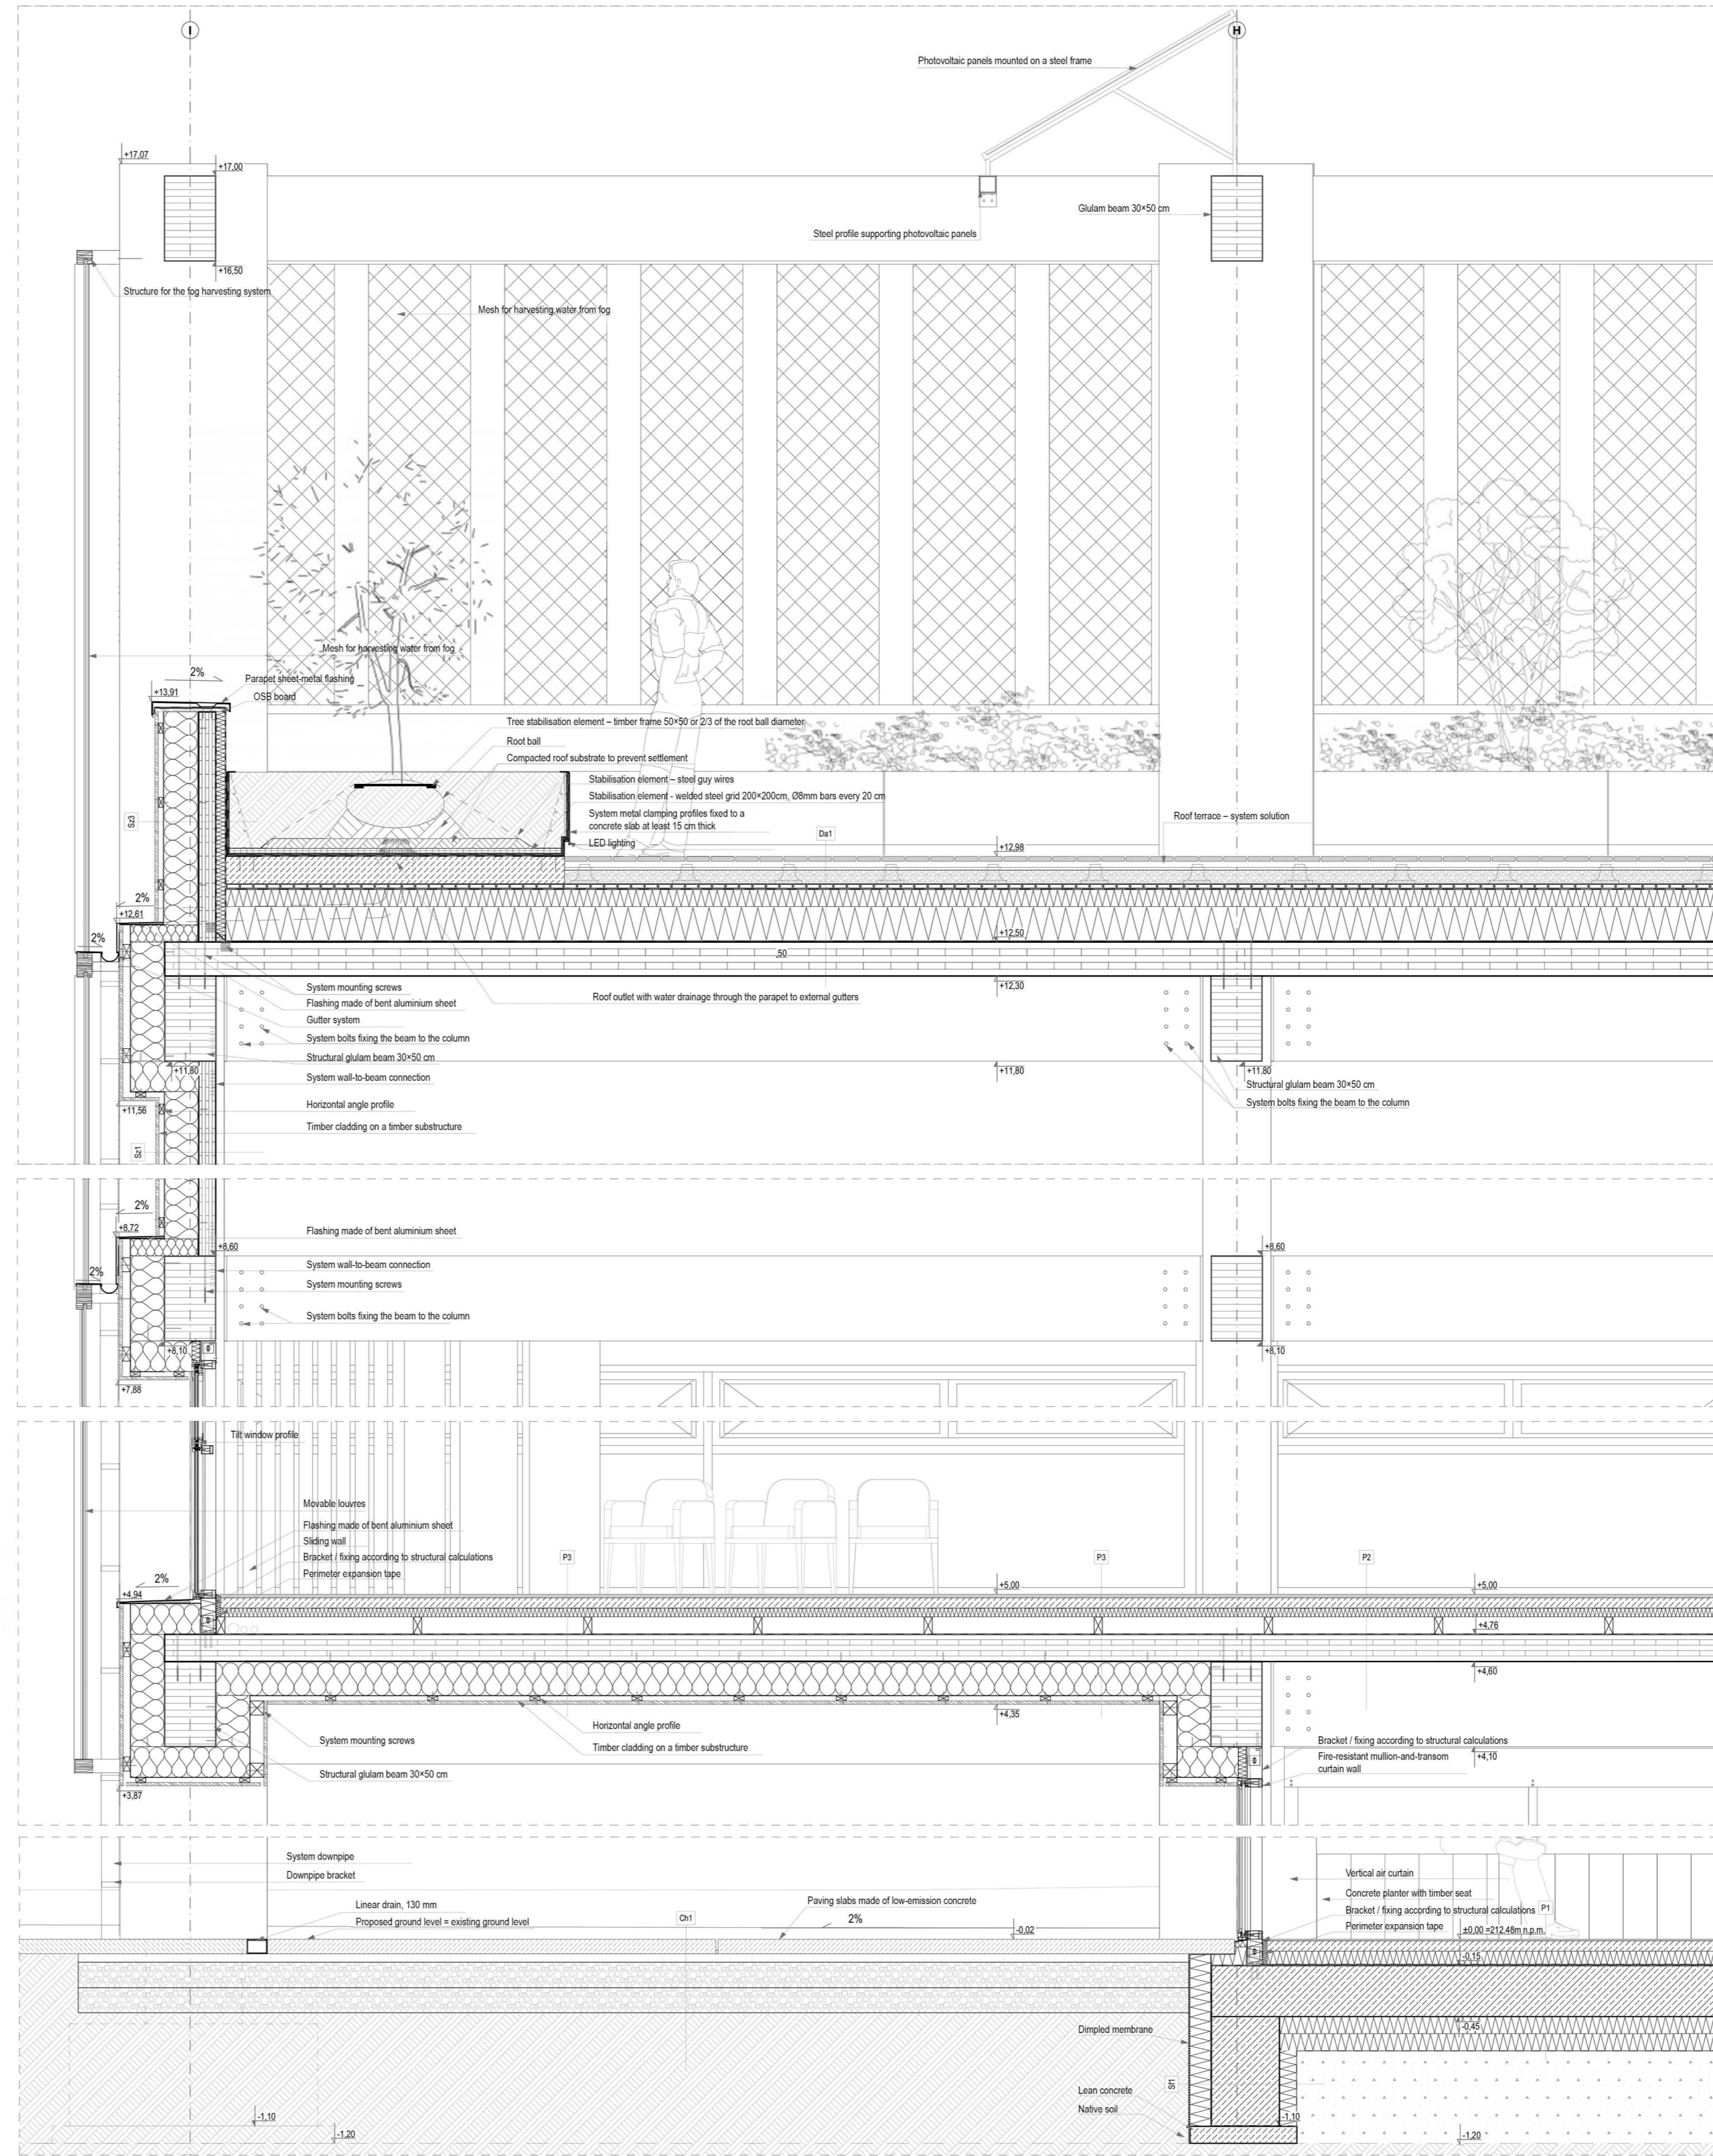 I
H
Photovoltaic panels mounted on a steel frame
+17,07
+17,00
Glulam beam 30×50 cm
Steel profile supporting photovoltaic panels
+16,50
Structure for the fog harvesting system
Mesh for harvesting water from fog
Mesh for harvesting water from fog
2%
Parapet sheet-metal flashing
+13,91
OSB board
Tree stabilisation element – timber frame 50×50 or 2/3 of the root ball diameter
Root ball
Compacted roof substrate to prevent settlement
Stabilisation element – steel guy wires
Stabilisation element - welded steel grid 200×200cm, Ø8mm bars every 20 cm
System metal clamping profiles fixed to a
concrete slab at least 15 cm thick
LED lighting
Sz3
Da1
Roof terrace – system solution
+12,98
2%
+12,61
2%
+12,50
,50
System mounting screws
+12,30
Flashing made of bent aluminium sheet
Roof outlet with water drainage through the parapet to external gutters
Gutter system
System bolts fixing the beam to the column
Structural glulam beam 30×50 cm
+11,80
+11,80
+11,80
System wall-to-beam connection
Structural glulam beam 30×50 cm
System bolts fixing the beam to the column
+11,56
Horizontal angle profile
Timber cladding on a timber substructure
Sz1
2%
+8,72
Flashing made of bent aluminium sheet
+8,60
+8,60
System wall-to-beam connection
2%
System mounting screws
System bolts fixing the beam to the column
+8,10
+8,10
+7,88
Tilt window profile
Movable louvres
Flashing made of bent aluminium sheet
Sliding wall
Bracket / fixing according to structural calculations
Perimeter expansion tape
P3
P3
P2
2%
+4,94
+5,00
+5,00
+4,76
+4,60
+4,35
Horizontal angle profile
System mounting screws
Timber cladding on a timber substructure
Bracket / fixing according to structural calculations
+4,10
Fire-resistant mullion-and-transom
curtain wall
Structural glulam beam 30×50 cm
+3,87
System downpipe
Downpipe bracket
Vertical air curtain
Linear drain, 130 mm
Paving slabs made of low-emission concrete
Concrete planter with timber seat
Proposed ground level = existing ground level
Ch1
2%
Bracket / fixing according to structural calculations
P1
Perimeter expansion tape
-0,02
±0,00 =212.48m n.p.m.
-0,15
-0,45
Dimpled membrane
Sf1
Lean concrete
Native soil
-1,10
-1,10
-1,20
-1,20